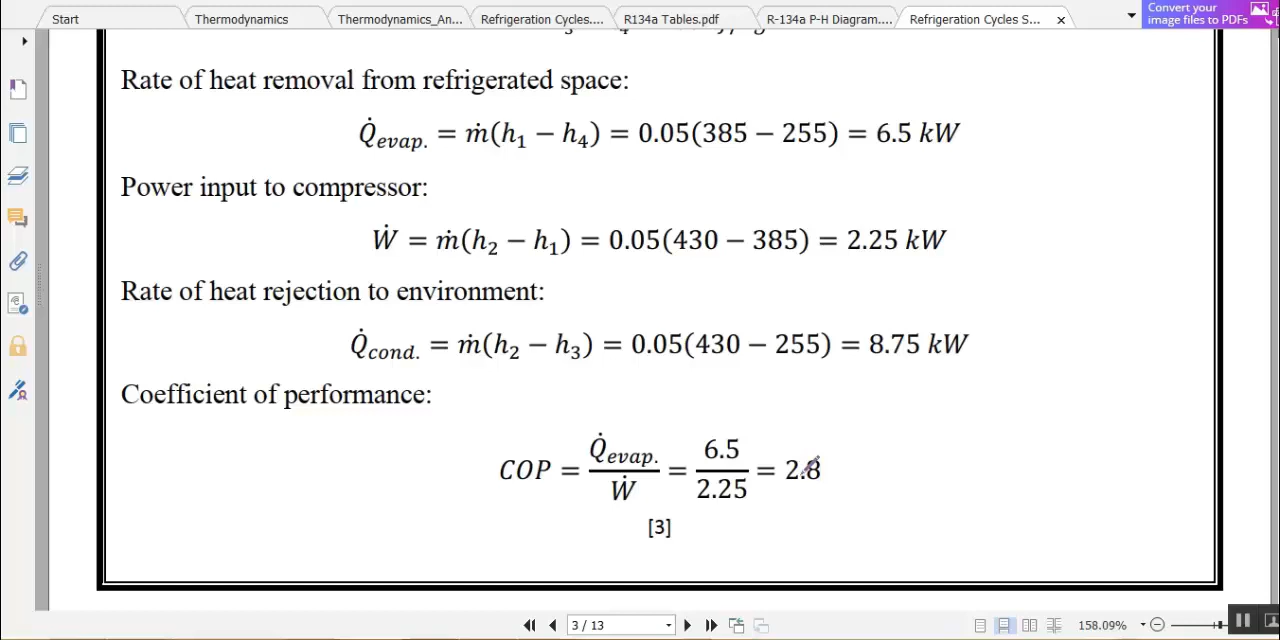 Start
Thermodynamics
Thermodynamics_An...
Refrigeration Cycles....
R134a Tables.pdf
R-134a P-H Diagram....
Refrigeration Cycles S...
Convert your
image files to PDFs
Rate of heat removal from refrigerated space:
Q̇evap. = ṁ(h₁ − h₄) = 0.05(385 − 255) = 6.5 kW
Power input to compressor:
Ẇ = ṁ(h₂ − h₁) = 0.05(430 − 385) = 2.25 kW
Rate of heat rejection to environment:
Q̇cond. = ṁ(h₂ − h₃) = 0.05(430 − 255) = 8.75 kW
Coefficient of performance:
COP = Q̇evap. / Ẇ = 6.5 / 2.25 = 2.8
[3]
3 / 13
158.09%